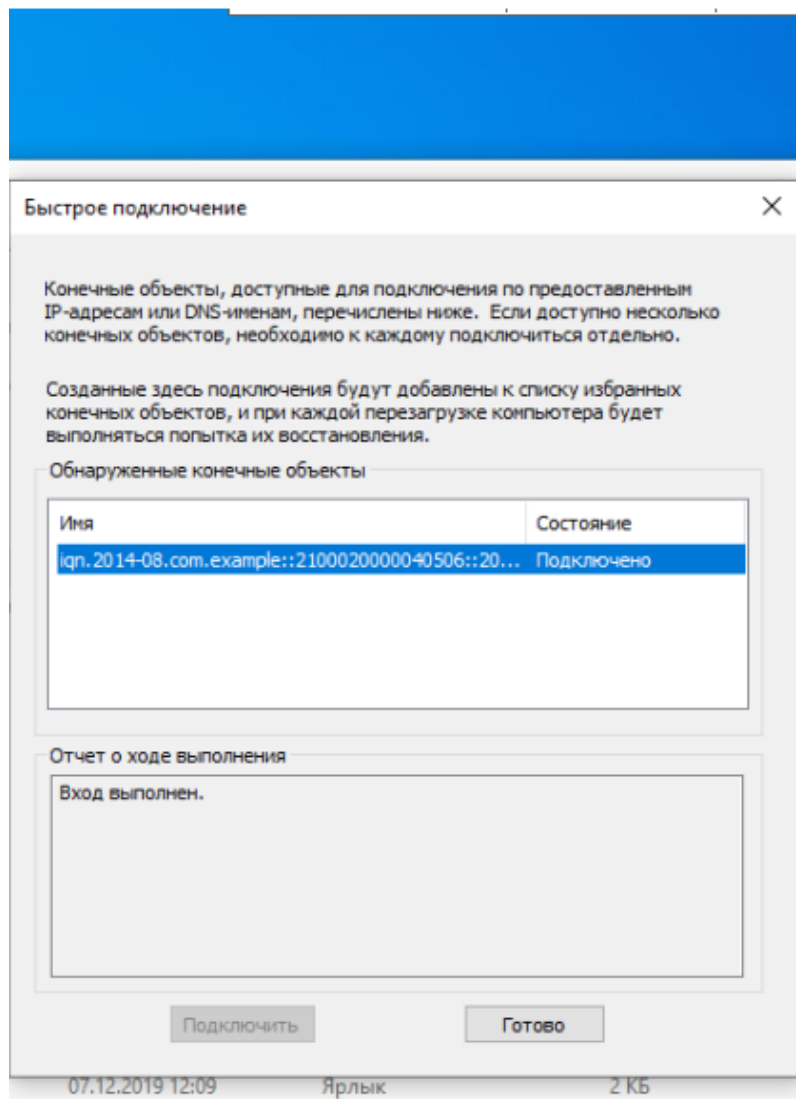 Быстрое подключение
Конечные объекты, доступные для подключения по предоставленным
IP-адресам или DNS-именам, перечислены ниже.  Если доступно несколько
конечных объектов, необходимо к каждому подключиться отдельно.
Созданные здесь подключения будут добавлены к списку избранных
конечных объектов, и при каждой перезагрузке компьютера будет
выполняться попытка их восстановления.
Обнаруженные конечные объекты
Имя Состояние
iqn.2014-08.com.example::2100020000040506::20... Подключено
Отчет о ходе выполнения
Вход выполнен.
Подключить Готово
07.12.2019 12:09 Ярлык 2 КБ